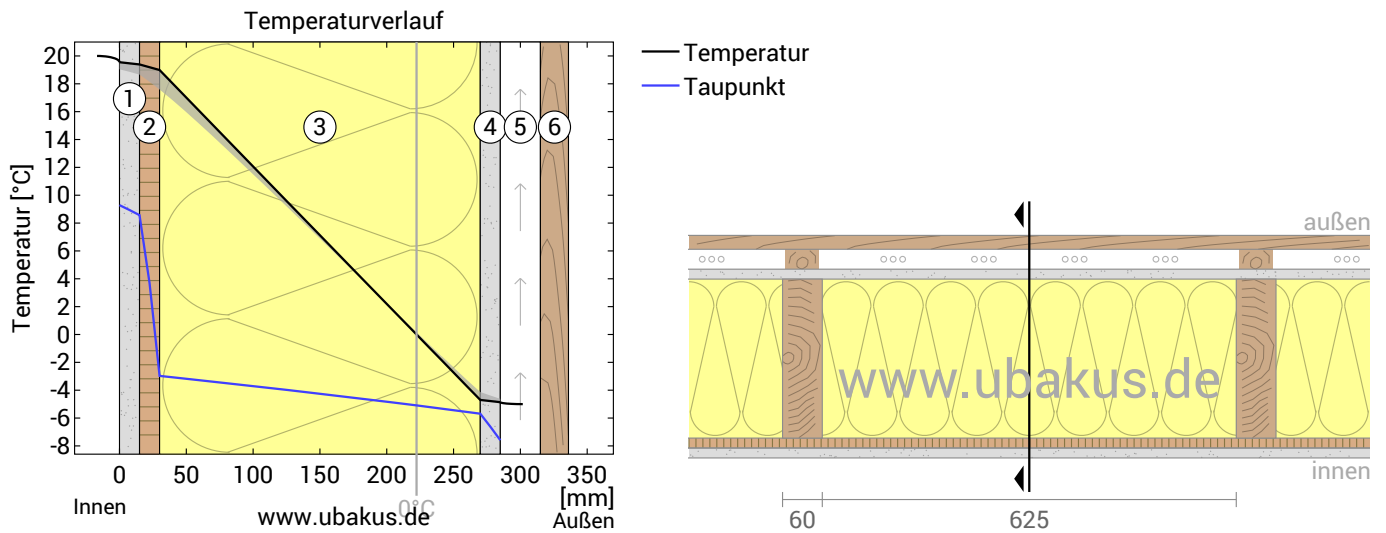 Temperaturverlauf
Temperatur [°C]
20
18
16
14
12
10
8
6
4
2
0
-2
-4
-6
-8
1
2
3
4
5
6
0
50
100
150
200
250
300
350
[mm]
Innen
0°C
www.ubakus.de
Außen
Temperatur
Taupunkt
außen
www.ubakus.de
innen
60
625